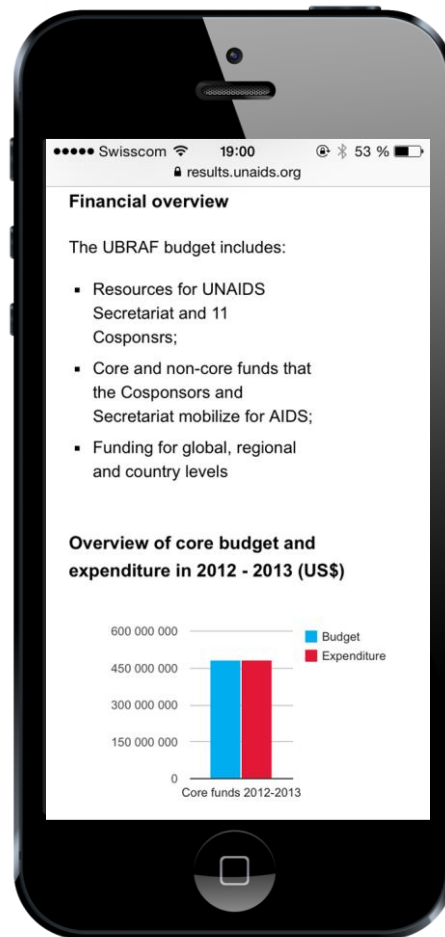 ●●●●● Swisscom 19:00 53 %
results.unaids.org
Financial overview
The UBRAF budget includes:
▪ Resources for UNAIDS
Secretariat and 11
Cosponsrs;
▪ Core and non-core funds that
the Cosponsors and
Secretariat mobilize for AIDS;
▪ Funding for global, regional
and country levels
Overview of core budget and
expenditure in 2012 - 2013 (US$)
600 000 000
450 000 000
300 000 000
150 000 000
0
Budget
Expenditure
Core funds 2012-2013